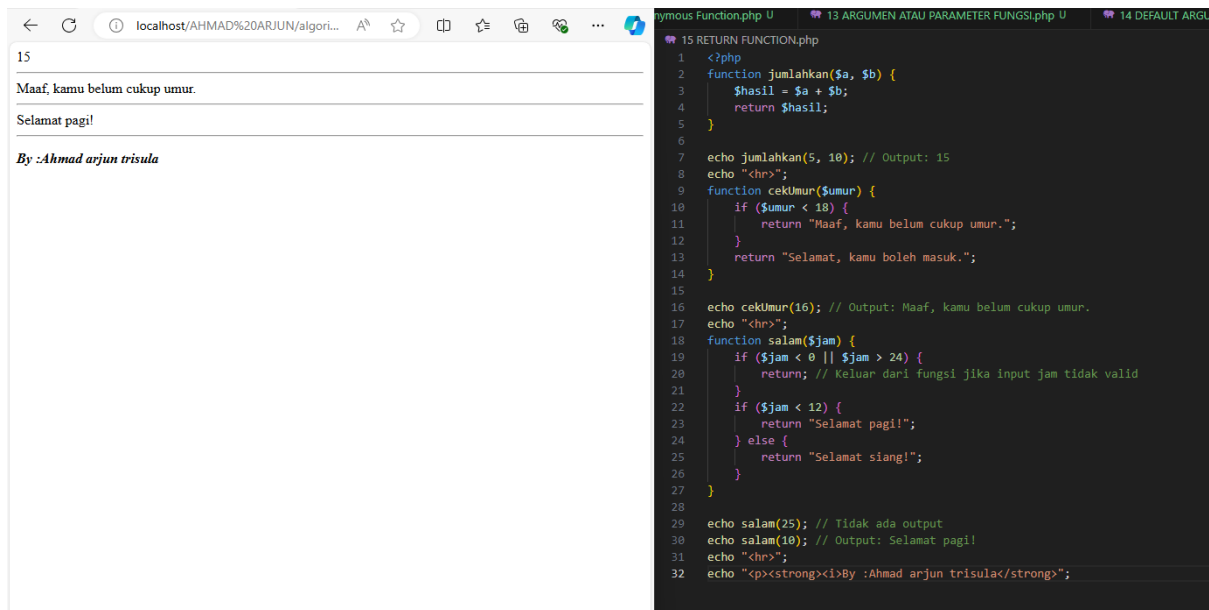 localhost/AHMAD%20ARJUN/algori...
15
Maaf, kamu belum cukup umur.
Selamat pagi!
By :Ahmad arjun trisula
nymous Function.php U 13 ARGUMEN ATAU PARAMETER FUNGSI.php U 14 DEFAULT ARGU
15 RETURN FUNCTION.php
1 <?php
2 function jumlahkan($a, $b) {
3 $hasil = $a + $b;
4 return $hasil;
5 }
6
7 echo jumlahkan(5, 10); // Output: 15
8 echo "<hr>";
9 function cekUmur($umur) {
10 if ($umur < 18) {
11 return "Maaf, kamu belum cukup umur.";
12 }
13 return "Selamat, kamu boleh masuk.";
14 }
15
16 echo cekUmur(16); // Output: Maaf, kamu belum cukup umur.
17 echo "<hr>";
18 function salam($jam) {
19 if ($jam < 0 || $jam > 24) {
20 return; // Keluar dari fungsi jika input jam tidak valid
21 }
22 if ($jam < 12) {
23 return "Selamat pagi!";
24 } else {
25 return "Selamat siang!";
26 }
27 }
28
29 echo salam(25); // Tidak ada output
30 echo salam(10); // Output: Selamat pagi!
31 echo "<hr>";
32 echo "<p><strong><i>By :Ahmad arjun trisula</strong>";